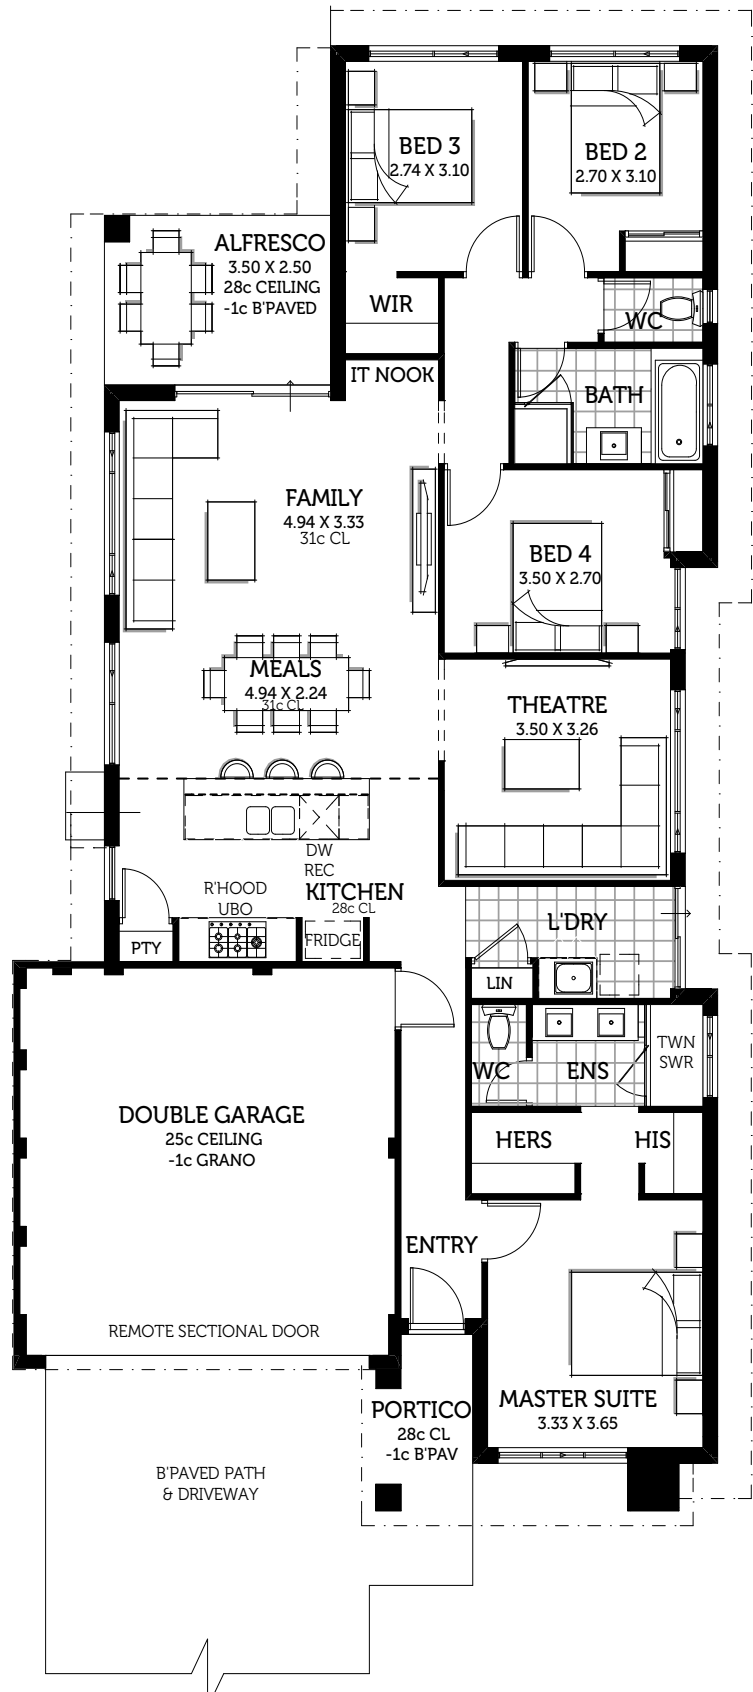 BED 3
2.74 X 3.10
BED 2
2.70 X 3.10
ALFRESCO
3.50 X 2.50
28c CEILING
-1c B'PAVED
WIR
WC
IT NOOK
BATH
FAMILY
4.94 X 3.33
31c CL
BED 4
3.50 X 2.70
MEALS
4.94 X 2.24
31c CL
THEATRE
3.50 X 3.26
DW
REC
R'HOOD
UBO
KITCHEN
28c CL
PTY
FRIDGE
L'DRY
LIN
WC
ENS
TWN
SWR
DOUBLE GARAGE
25c CEILING
-1c GRANO
HERS
HIS
ENTRY
REMOTE SECTIONAL DOOR
MASTER SUITE
3.33 X 3.65
PORTICO
28c CL
-1c B'PAV
B'PAVED PATH
& DRIVEWAY